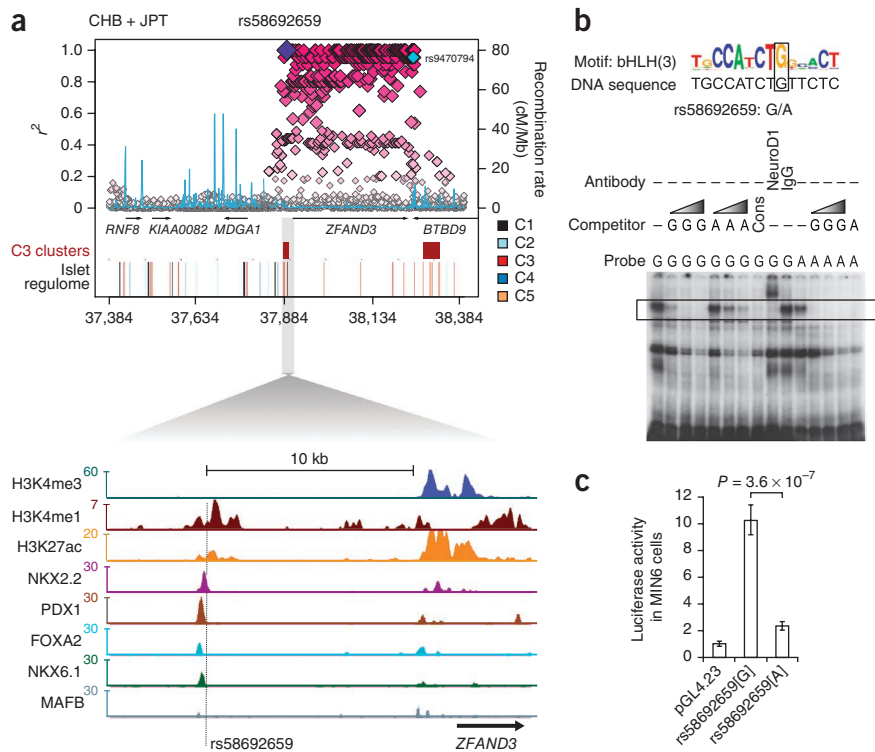 a
CHB + JPT rs58692659
1.0
0.8
0.6
0.4
0.2
0
r²
80
60
40
20
0
Recombination rate
(cM/Mb)
rs9470794
RNF8 KIAA0082 MDGA1 ZFAND3 BTBD9
C3 clusters
Islet
regulome
C1
C2
C3
C4
C5
37,384 37,634 37,884 38,134 38,384
10 kb
H3K4me3 60
H3K4me1 7
H3K27ac 20
NKX2.2 30
PDX1 30
FOXA2 30
NKX6.1 30
MAFB 30
rs58692659
ZFAND3
b
Motif: bHLH(3) TGCCATCTGGCACT
DNA sequence TGCCATCTGTTCTC
rs58692659: G/A
Antibody – – – – – – – – NeuroD1 IgG – – – – –
Competitor – G G G A A A Cons – – – G G G A
Probe G G G G G G G G G G A A A A A
c
P = 3.6 × 10⁻⁷
Luciferase activity
in MIN6 cells
12
10
8
6
4
2
0
pGL4.23
rs58692659[G]
rs58692659[A]